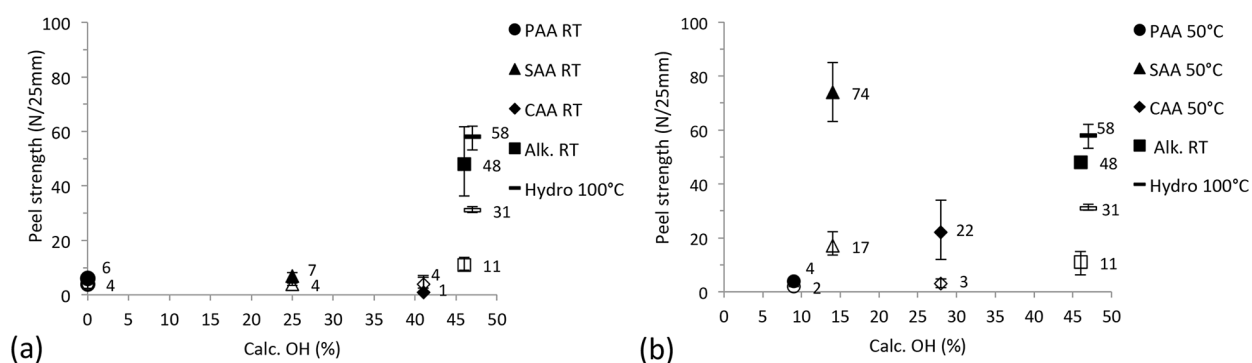 100
80
60
40
20
0
Peel strength (N/25mm)
6
4
7
4
4
1
58
48
31
11
0 5 10 15 20 25 30 35 40 45 50
Calc. OH (%)
PAA RT
SAA RT
CAA RT
Alk. RT
Hydro 100°C
(a)
100
80
60
40
20
0
Peel strength (N/25mm)
4
2
74
17
22
3
58
48
31
11
0 5 10 15 20 25 30 35 40 45 50
Calc. OH (%)
PAA 50°C
SAA 50°C
CAA 50°C
Alk. RT
Hydro 100°C
(b)